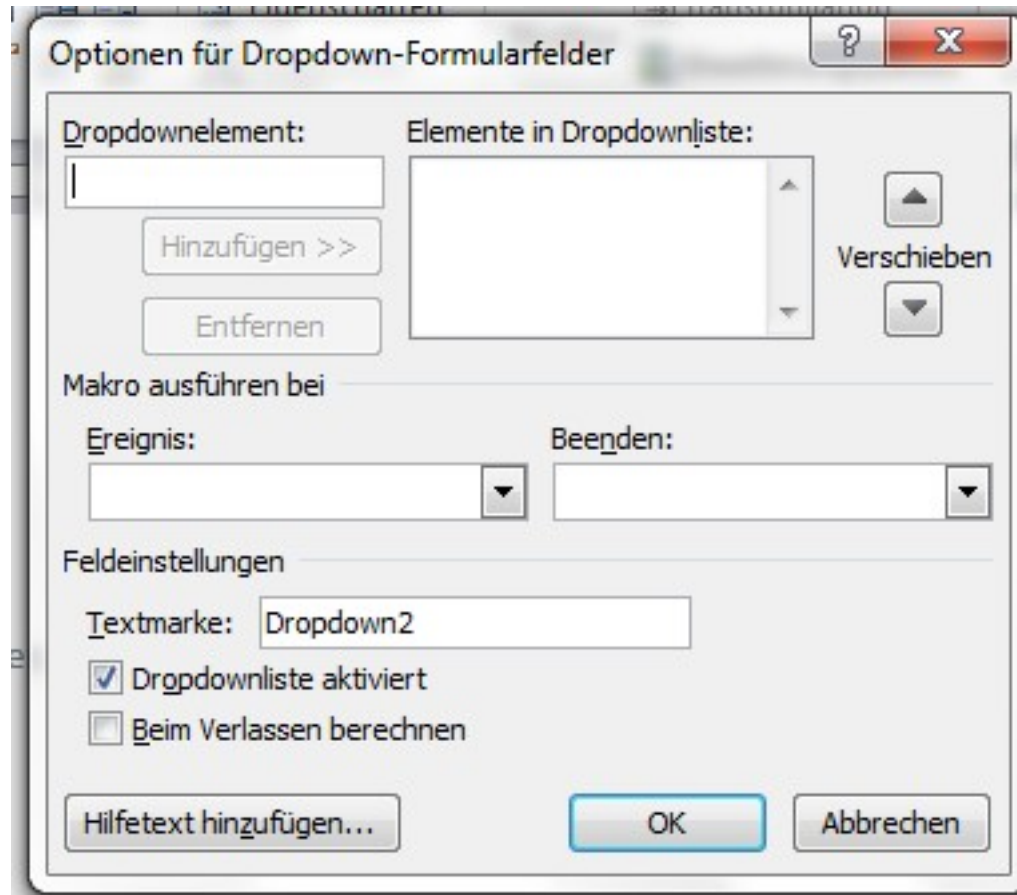 Eigenschaften
Optionen für Dropdown-Formularfelder
Dropdownelement:
Elemente in Dropdownliste:
Hinzufügen >>
Entfernen
Verschieben
Makro ausführen bei
Ereignis:
Beenden:
Feldeinstellungen
Textmarke: Dropdown2
Dropdownliste aktiviert
Beim Verlassen berechnen
Hilfetext hinzufügen...
OK
Abbrechen